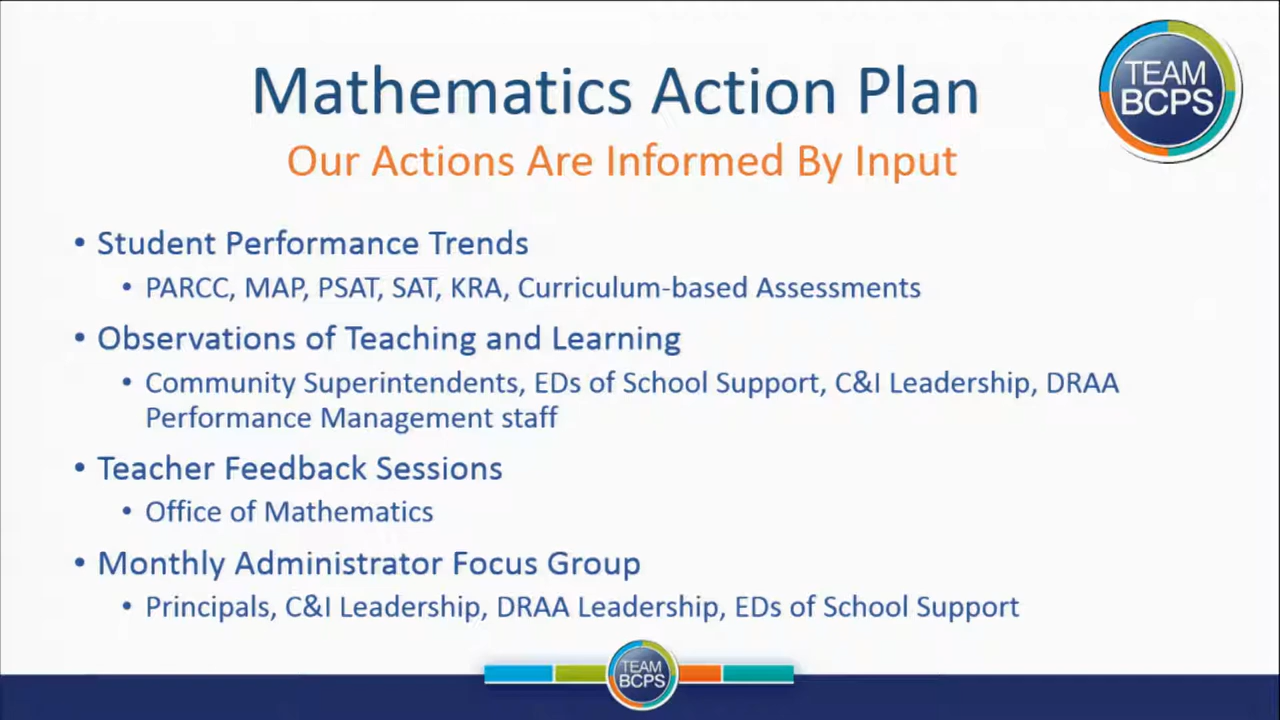 Mathematics Action Plan
TEAM
BCPS
Our Actions Are Informed By Input
• Student Performance Trends
• PARCC, MAP, PSAT, SAT, KRA, Curriculum-based Assessments
• Observations of Teaching and Learning
• Community Superintendents, EDs of School Support, C&I Leadership, DRAA
Performance Management staff
• Teacher Feedback Sessions
• Office of Mathematics
• Monthly Administrator Focus Group
• Principals, C&I Leadership, DRAA Leadership, EDs of School Support
TEAM
BCPS